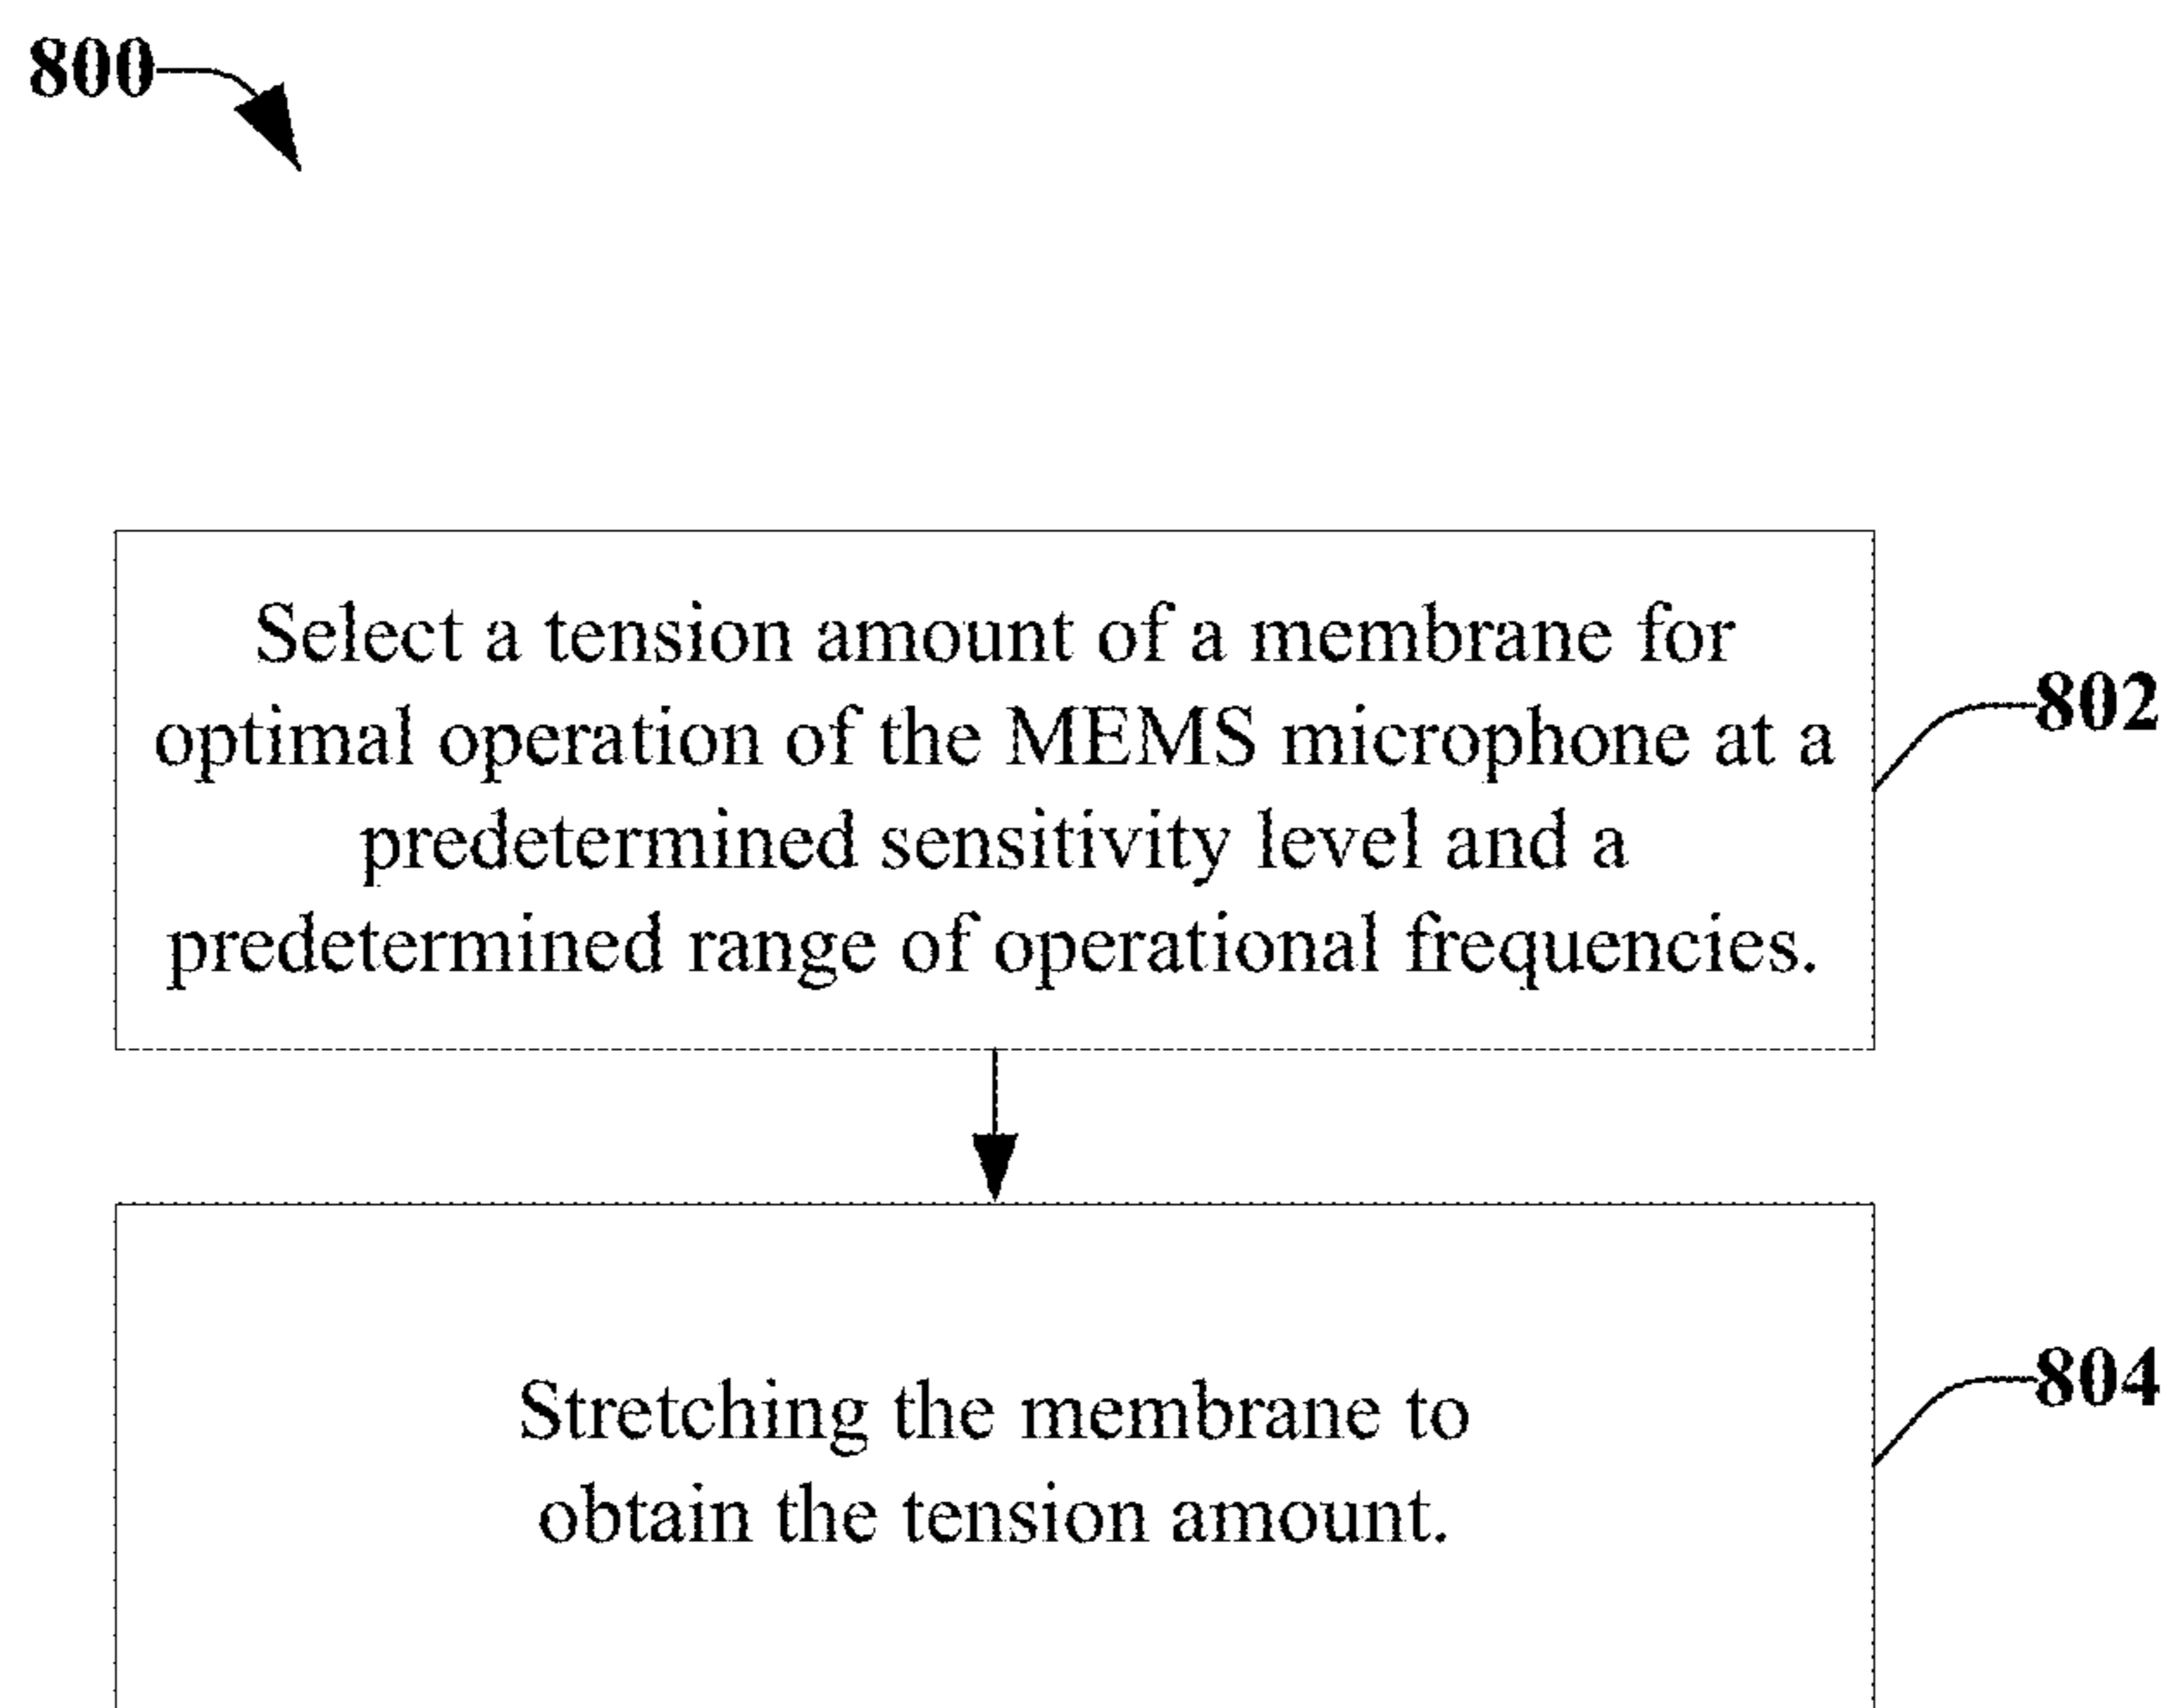 800
Select a tension amount of a membrane for
optimal operation of the MEMS microphone at a
predetermined sensitivity level and a
predetermined range of operational frequencies.
802
Stretching the membrane to
obtain the tension amount.
804